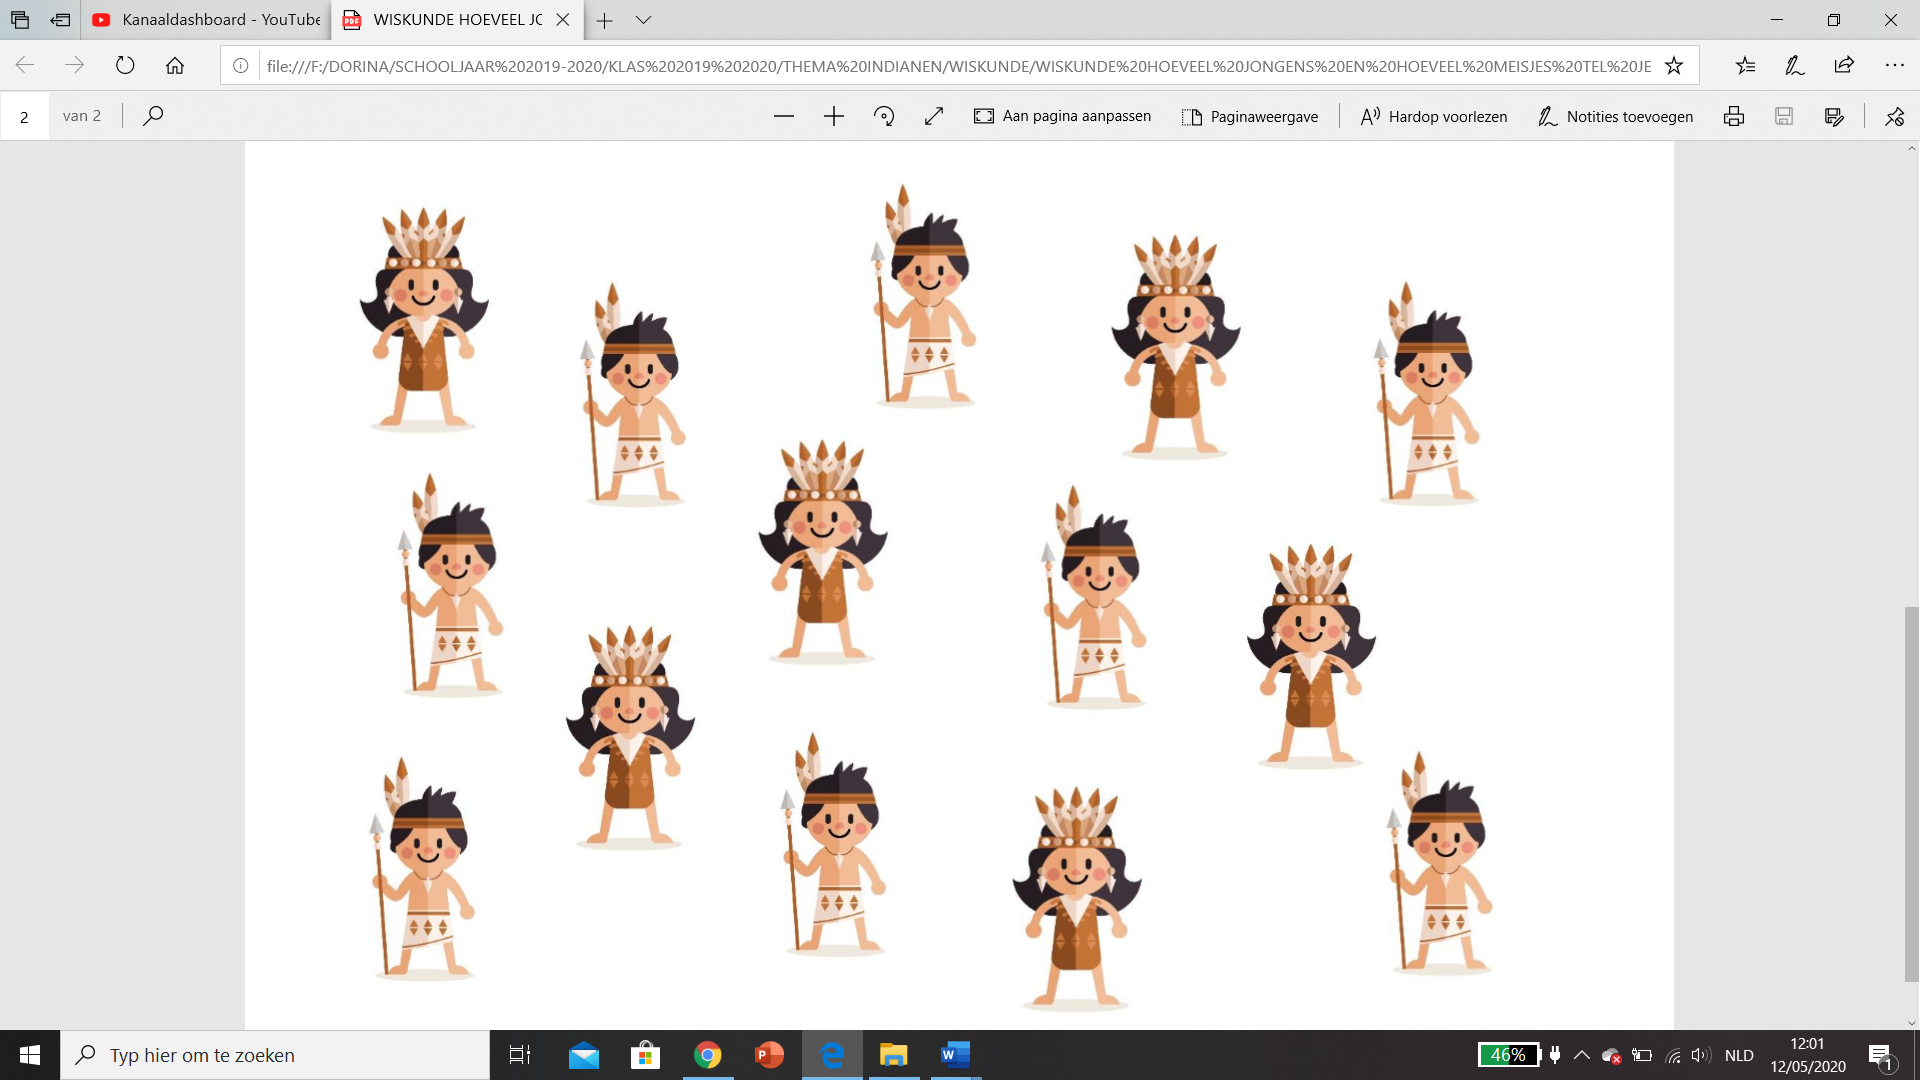 Kanaaldashboard - YouTube
WISKUNDE HOEVEEL JO
file:///F:/DORINA/SCHOOLJAAR%202019-2020/KLAS%202019%202020/THEMA%20INDIANEN/WISKUNDE/WISKUNDE%20HOEVEEL%20JONGENS%20EN%20HOEVEEL%20MEISJES%20TEL%20JE
2 van 2 Aan pagina aanpassen Paginaweergave Hardop voorlezen Notities toevoegen
Typ hier om te zoeken
46%
NLD
12:01
12/05/2020
1